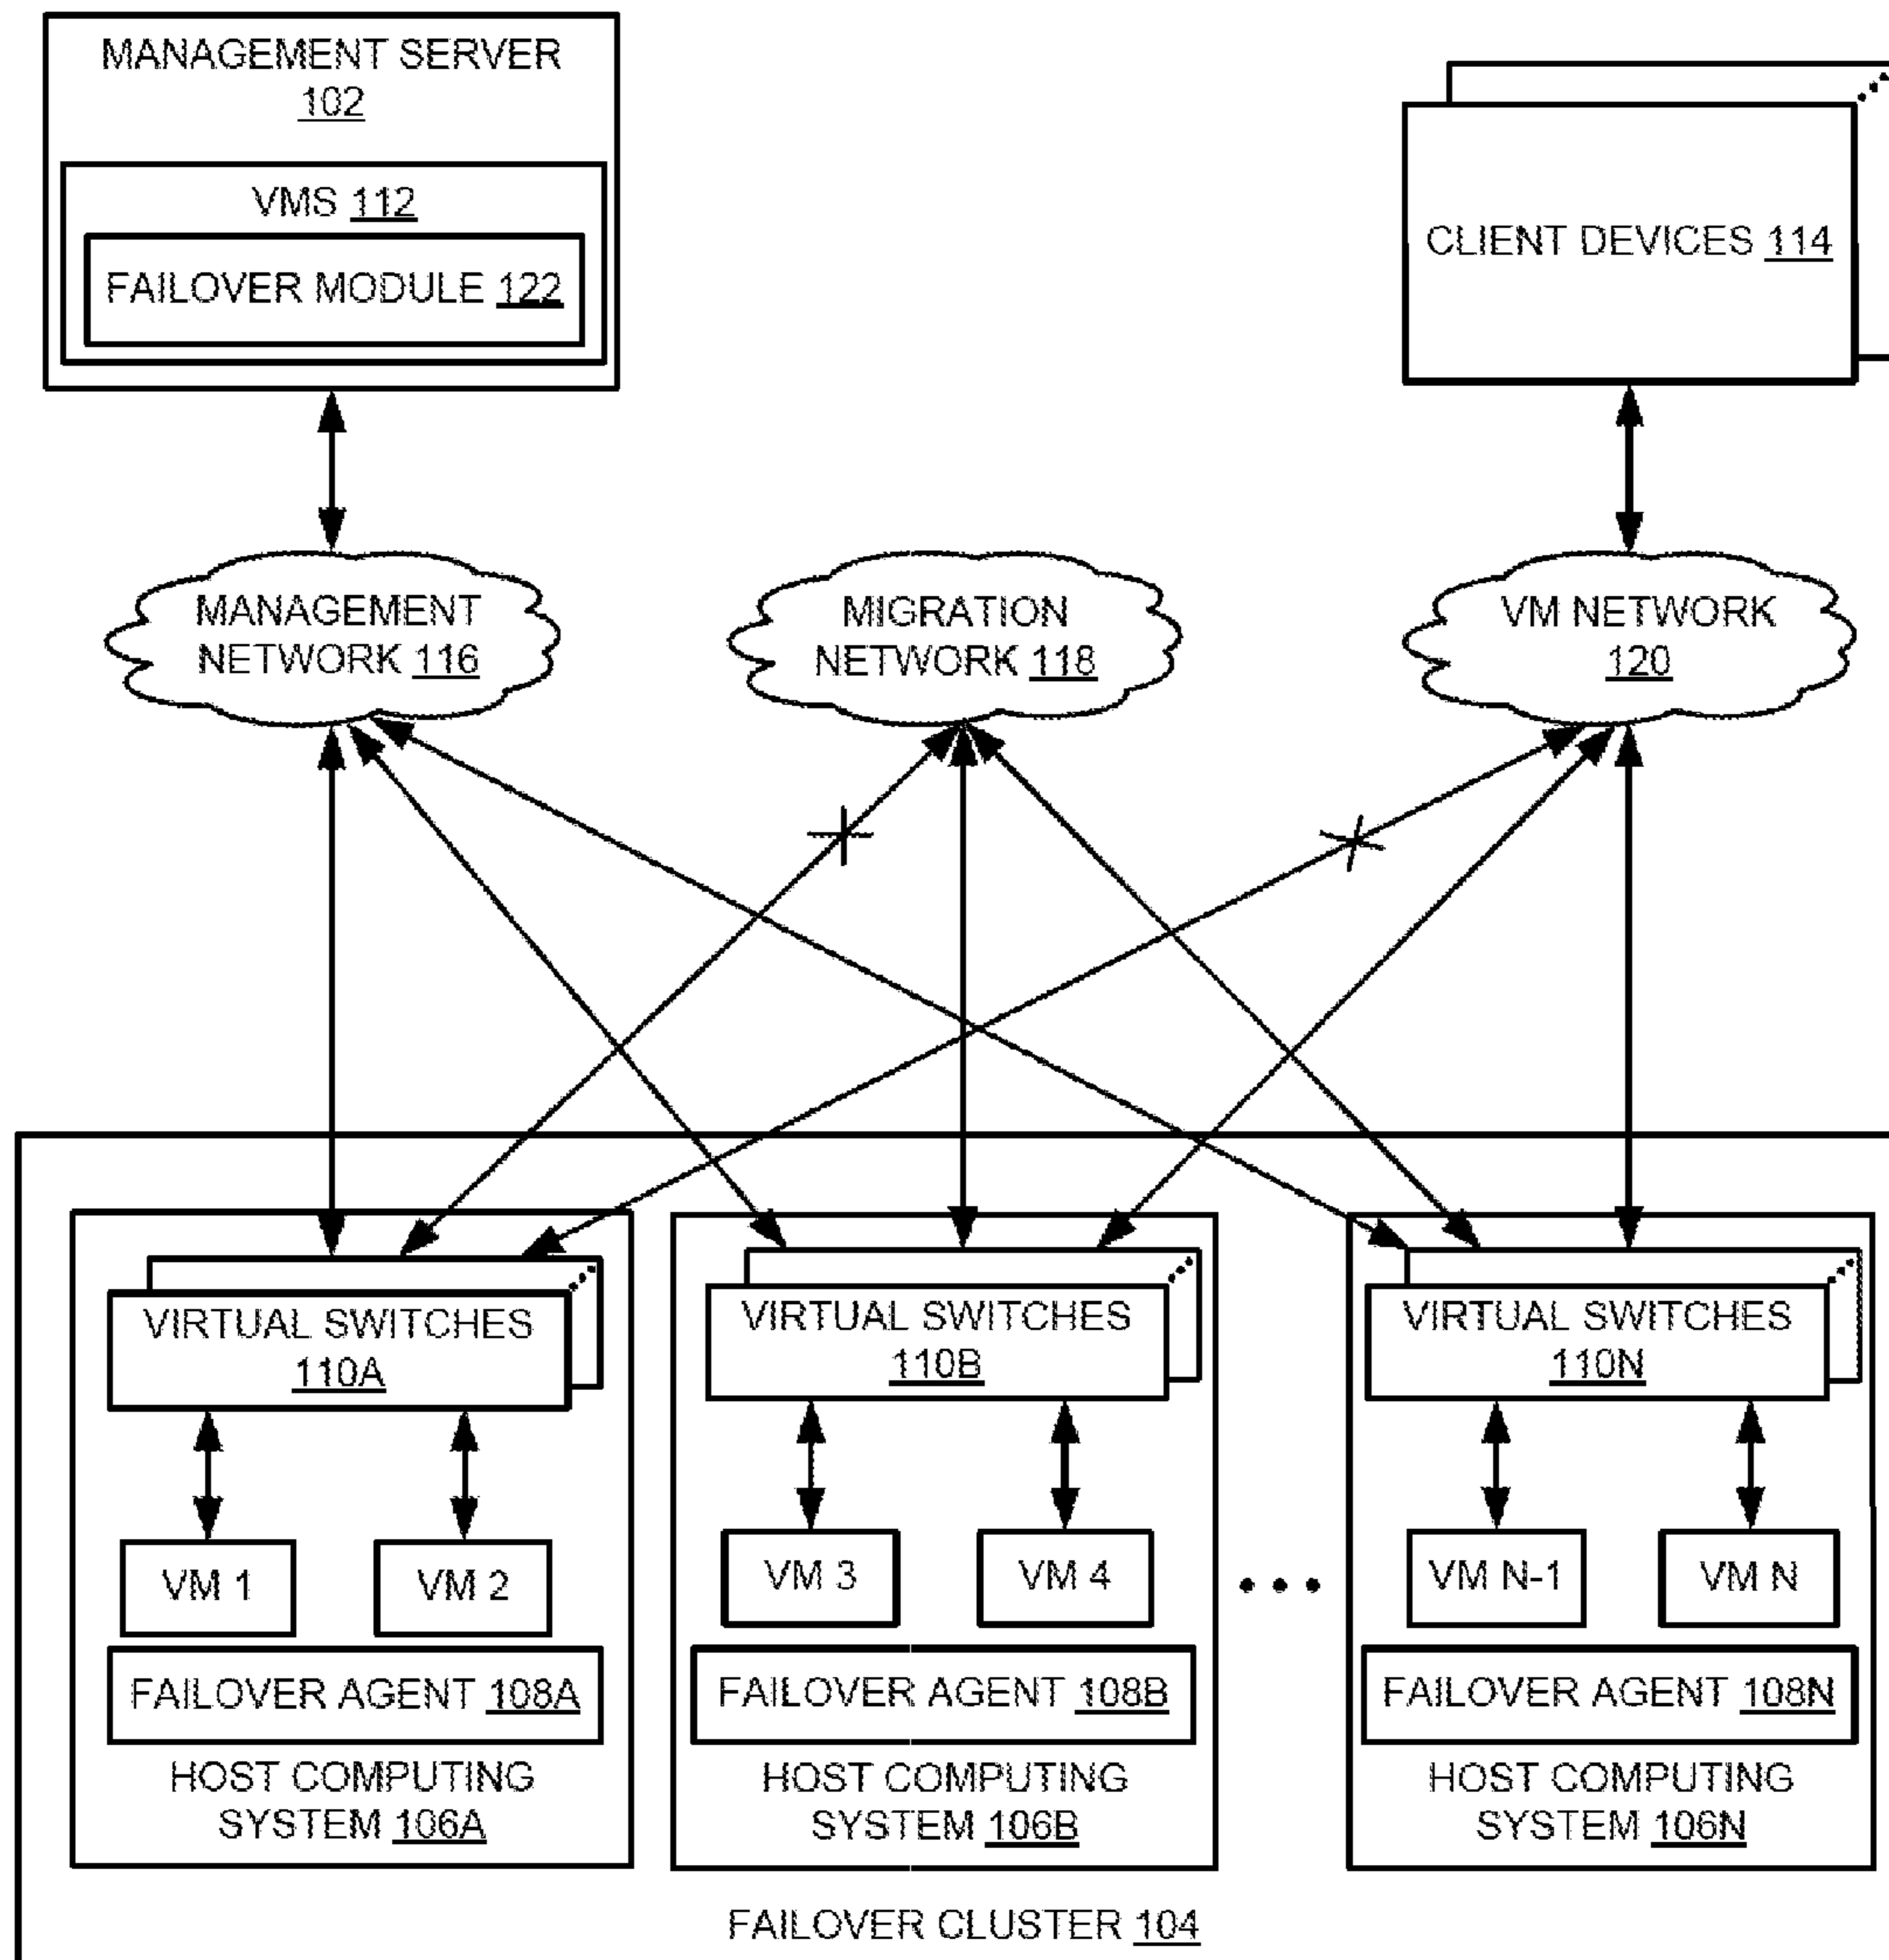 MANAGEMENT SERVER
102
VMS 112
FAILOVER MODULE 122
CLIENT DEVICES 114
MANAGEMENT
NETWORK 116
MIGRATION
NETWORK 118
VM NETWORK
120
VIRTUAL SWITCHES
110A
VM 1
VM 2
FAILOVER AGENT 108A
HOST COMPUTING
SYSTEM 106A
VIRTUAL SWITCHES
110B
VM 3
VM 4
FAILOVER AGENT 108B
HOST COMPUTING
SYSTEM 106B
VIRTUAL SWITCHES
110N
VM N-1
VM N
FAILOVER AGENT 108N
HOST COMPUTING
SYSTEM 106N
FAILOVER CLUSTER 104